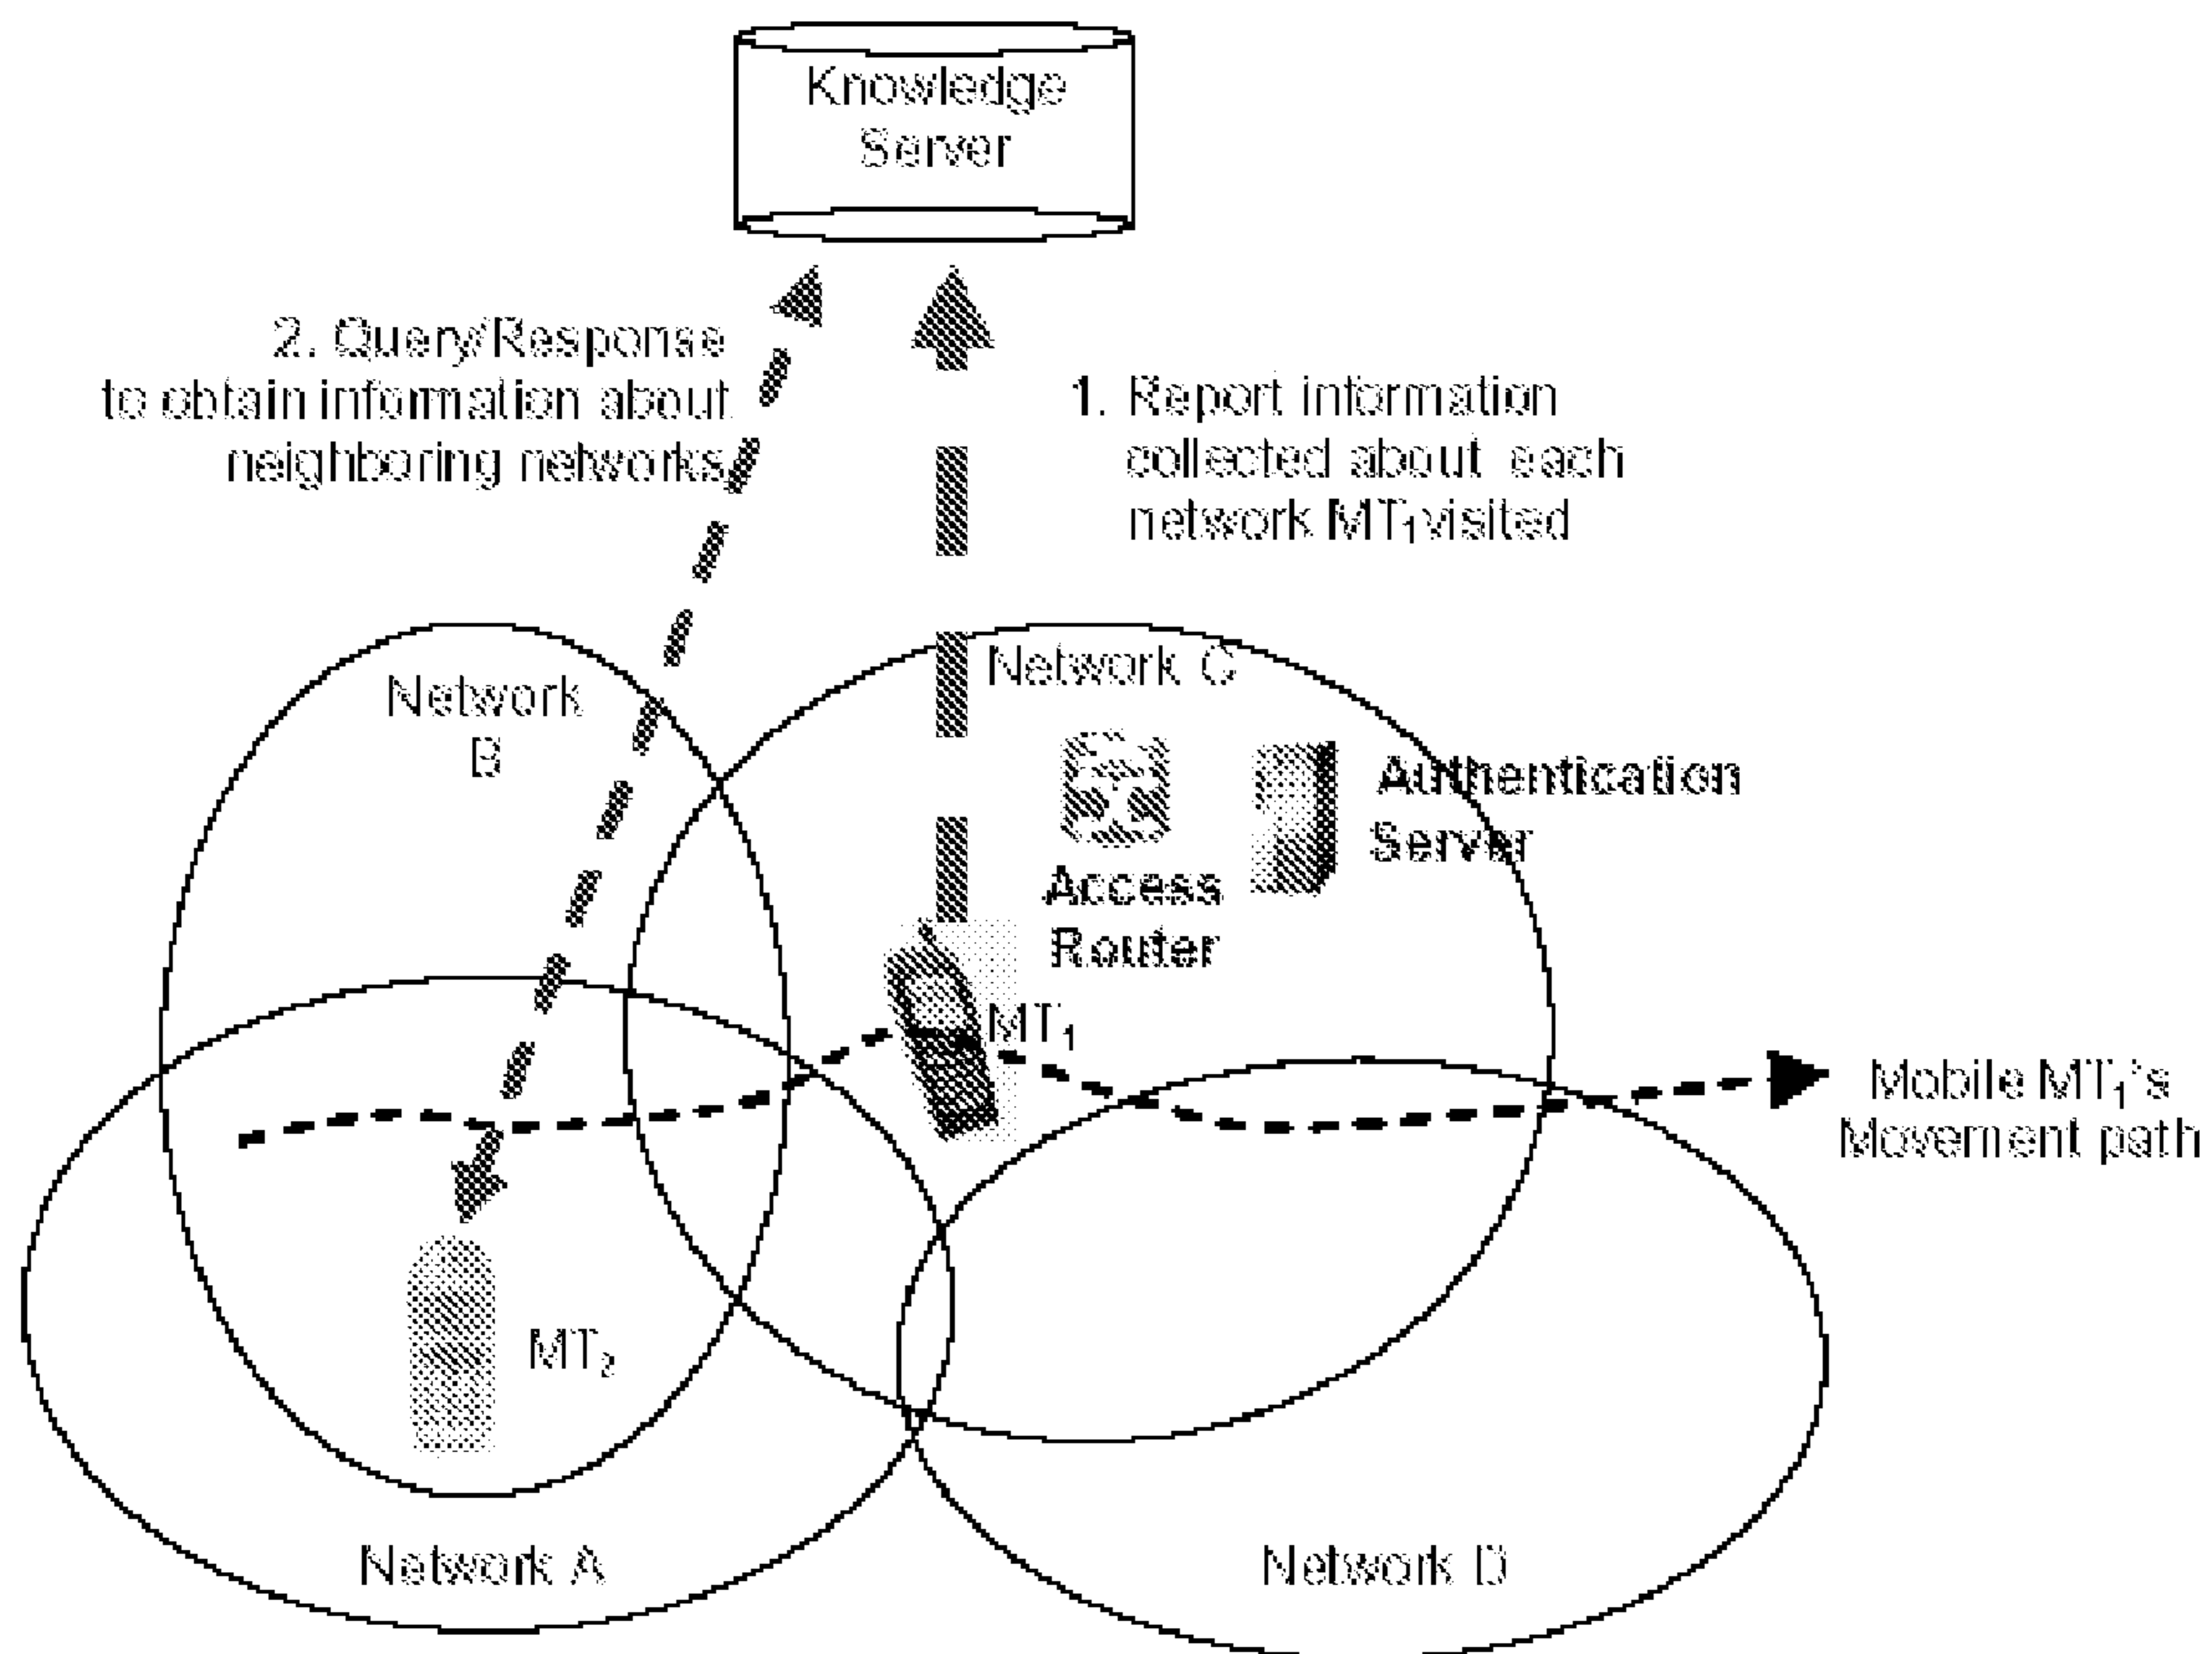 Knowledge
Server
2. Query/Response
to obtain information about
neighboring networks
1. Report information
collected about each
network MT₁ visited
Network
B
Network C
Authentication
Server
Access
Router
MT₁
Mobile MT₁'s
Movement path
MT₂
Network A
Network D